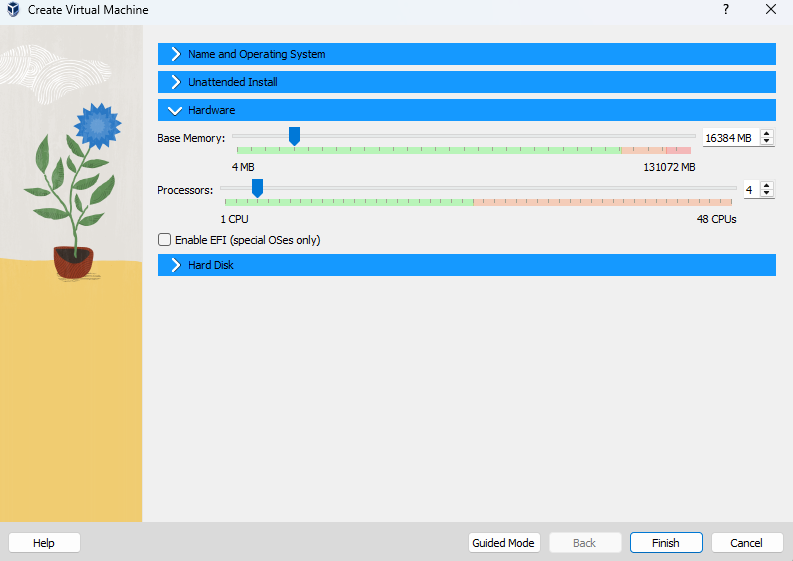 Create Virtual Machine
?
Name and Operating System
Unattended Install
Hardware
Base Memory: 16384 MB
4 MB 131072 MB
Processors: 4
1 CPU 48 CPUs
Enable EFI (special OSes only)
Hard Disk
Help Guided Mode Back Finish Cancel